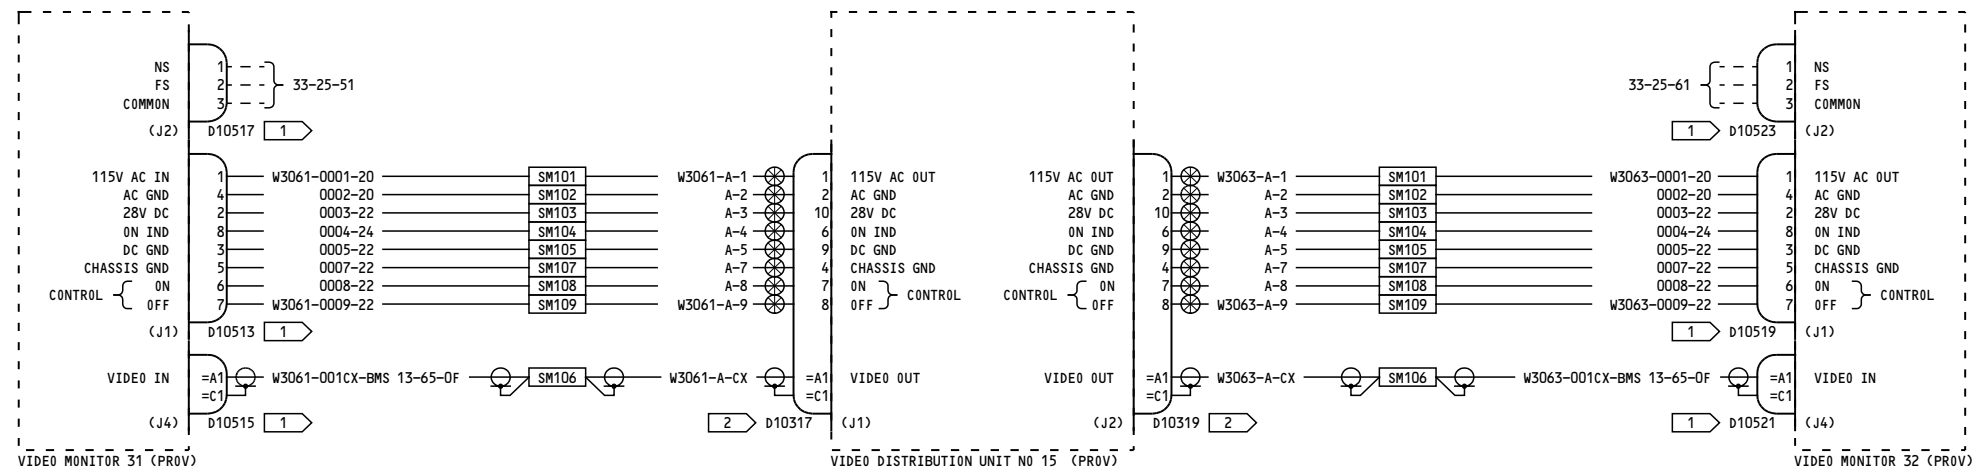 NS 1 1 NS
FS 2 33-25-51 33-25-61 2 FS
COMMON 3 3 COMMON
(J2) D10517 1 1 D10523 (J2)
115V AC IN 1 W3061-0001-20 SM101 W3061-A-1 1 115V AC OUT 115V AC OUT 1 W3063-A-1 SM101 W3063-0001-20 1 115V AC OUT
AC GND 4 0002-20 SM102 A-2 2 AC GND AC GND 2 A-2 SM102 0002-20 4 AC GND
28V DC 2 0003-22 SM103 A-3 10 28V DC 28V DC 10 A-3 SM103 0003-22 2 28V DC
ON IND 8 0004-24 SM104 A-4 6 ON IND ON IND 6 A-4 SM104 0004-24 8 ON IND
DC GND 3 0005-22 SM105 A-5 9 DC GND DC GND 9 A-5 SM105 0005-22 3 DC GND
CHASSIS GND 5 0007-22 SM107 A-7 4 CHASSIS GND CHASSIS GND 4 A-7 SM107 0007-22 5 CHASSIS GND
ON 6 0008-22 SM108 A-8 7 ON ON 7 A-8 SM108 0008-22 6 ON
CONTROL CONTROL CONTROL CONTROL
OFF 7 W3061-0009-22 SM109 W3061-A-9 8 OFF OFF 8 W3063-A-9 SM109 W3063-0009-22 7 OFF
(J1) D10513 1 1 D10519 (J1)
VIDEO IN =A1 W3061-001CX-BMS 13-65-OF SM106 W3061-A-CX =A1 VIDEO OUT VIDEO OUT =A1 W3063-A-CX SM106 W3063-001CX-BMS 13-65-OF =A1 VIDEO IN
=C1 =C1 =C1 =C1
(J4) D10515 1 2 D10317 (J1) (J2) D10319 2 1 D10521 (J4)
VIDEO MONITOR 31 (PROV) VIDEO DISTRIBUTION UNIT NO 15 (PROV) VIDEO MONITOR 32 (PROV)